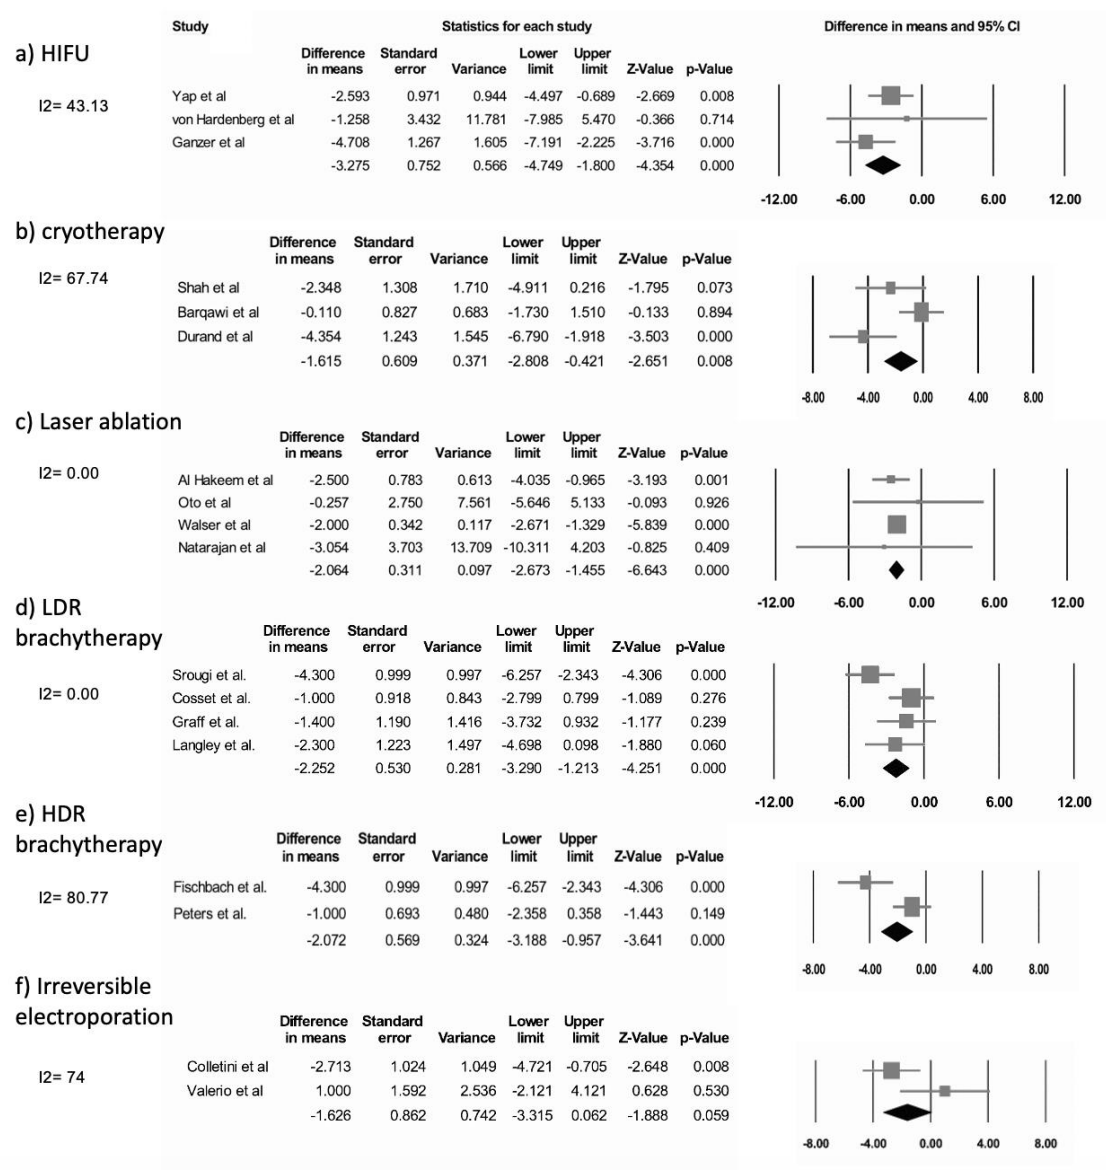 Study Statistics for each study Difference in means and 95% CI
a) HIFU
I2= 43.13
Difference in means Standard error Variance Lower limit Upper limit Z-Value p-Value
Yap et al -2.593 0.971 0.944 -4.497 -0.689 -2.669 0.008
von Hardenberg et al -1.258 3.432 11.781 -7.985 5.470 -0.366 0.714
Ganzer et al -4.708 1.267 1.605 -7.191 -2.225 -3.716 0.000
-3.275 0.752 0.566 -4.749 -1.800 -4.354 0.000
-12.00 -6.00 0.00 6.00 12.00
b) cryotherapy
I2= 67.74
Difference in means Standard error Variance Lower limit Upper limit Z-Value p-Value
Shah et al -2.348 1.308 1.710 -4.911 0.216 -1.795 0.073
Barqawi et al -0.110 0.827 0.683 -1.730 1.510 -0.133 0.894
Durand et al -4.354 1.243 1.545 -6.790 -1.918 -3.503 0.000
-1.615 0.609 0.371 -2.808 -0.421 -2.651 0.008
-8.00 -4.00 0.00 4.00 8.00
c) Laser ablation
I2= 0.00
Difference in means Standard error Variance Lower limit Upper limit Z-Value p-Value
Al Hakeem et al -2.500 0.783 0.613 -4.035 -0.965 -3.193 0.001
Oto et al -0.257 2.750 7.561 -5.646 5.133 -0.093 0.926
Walser et al -2.000 0.342 0.117 -2.671 -1.329 -5.839 0.000
Natarajan et al -3.054 3.703 13.709 -10.311 4.203 -0.825 0.409
-2.064 0.311 0.097 -2.673 -1.455 -6.643 0.000
-12.00 -6.00 0.00 6.00 12.00
d) LDR
brachytherapy
I2= 0.00
Difference in means Standard error Variance Lower limit Upper limit Z-Value p-Value
Srougi et al. -4.300 0.999 0.997 -6.257 -2.343 -4.306 0.000
Cosset et al. -1.000 0.918 0.843 -2.799 0.799 -1.089 0.276
Graff et al. -1.400 1.190 1.416 -3.732 0.932 -1.177 0.239
Langley et al. -2.300 1.223 1.497 -4.698 0.098 -1.880 0.060
-2.252 0.530 0.281 -3.290 -1.213 -4.251 0.000
-12.00 -6.00 0.00 6.00 12.00
e) HDR
brachytherapy
I2= 80.77
Difference in means Standard error Variance Lower limit Upper limit Z-Value p-Value
Fischbach et al. -4.300 0.999 0.997 -6.257 -2.343 -4.306 0.000
Peters et al. -1.000 0.693 0.480 -2.358 0.358 -1.443 0.149
-2.072 0.569 0.324 -3.188 -0.957 -3.641 0.000
-8.00 -4.00 0.00 4.00 8.00
f) Irreversible
electroporation
I2= 74
Difference in means Standard error Variance Lower limit Upper limit Z-Value p-Value
Colletini et al -2.713 1.024 1.049 -4.721 -0.705 -2.648 0.008
Valerio et al 1.000 1.592 2.536 -2.121 4.121 0.628 0.530
-1.626 0.862 0.742 -3.315 0.062 -1.888 0.059
-8.00 -4.00 0.00 4.00 8.00